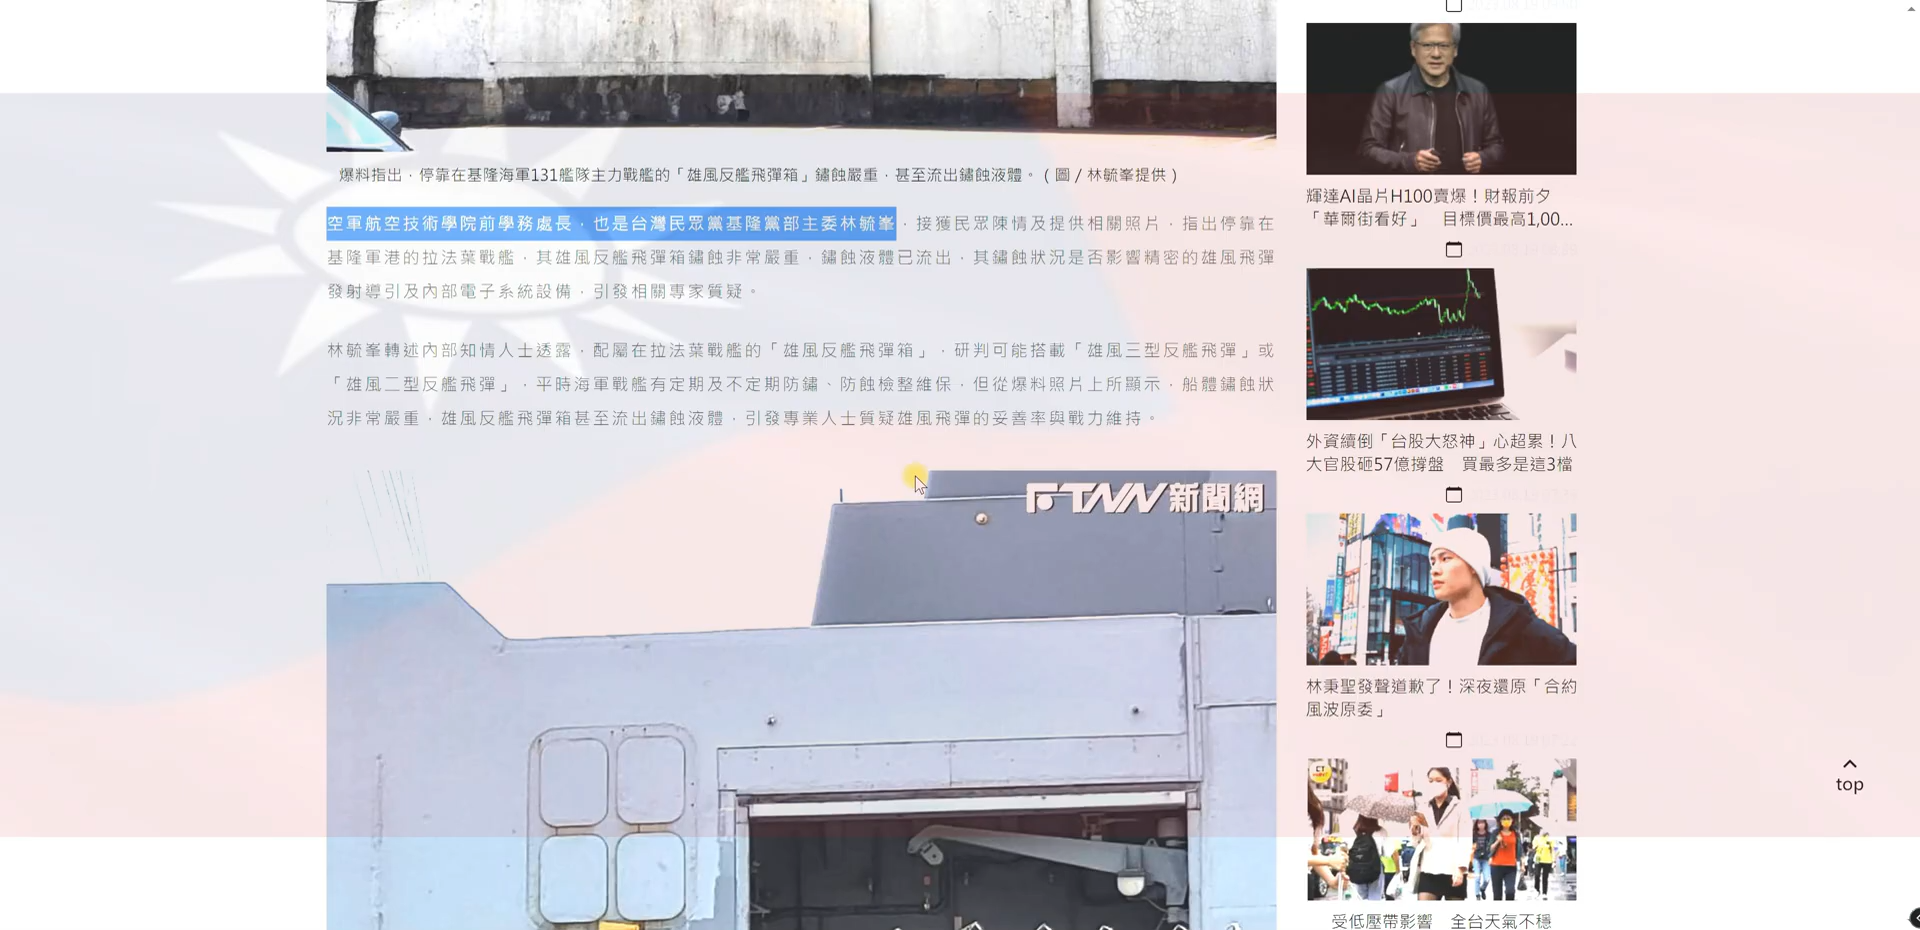 爆料指出，停靠在基隆海軍131艦隊主力戰艦的「雄風反艦飛彈箱」鏽蝕嚴重，甚至流出鏽蝕液體。（圖／林毓峯提供）
空軍航空技術學院前學務處長，也是台灣民眾黨基隆黨部主委林毓峯，接獲民眾陳情及提供相關照片，指出停靠在
基隆軍港的拉法葉戰艦，其雄風反艦飛彈箱鏽蝕非常嚴重，鏽蝕液體已流出，其鏽蝕狀況是否影響精密的雄風飛彈
發射導引及內部電子系統設備，引發相關專家質疑。
林毓峯轉述內部知情人士透露，配屬在拉法葉戰艦的「雄風反艦飛彈箱」，研判可能搭載「雄風三型反艦飛彈」或
「雄風二型反艦飛彈」，平時海軍戰艦有定期及不定期防鏽、防蝕檢整維保，但從爆料照片上所顯示，船體鏽蝕狀
況非常嚴重，雄風反艦飛彈箱甚至流出鏽蝕液體，引發專業人士質疑雄風飛彈的妥善率與戰力維持。
FTNN新聞網
輝達AI晶片H100賣爆！財報前夕
「華爾街看好」 目標價最高1,00...
外資續倒「台股大怒神」心超累！八
大官股砸57億撐盤 買最多是這3檔
林秉聖發聲道歉了！深夜還原「合約
風波原委」
受低壓帶影響 全台天氣不穩
top